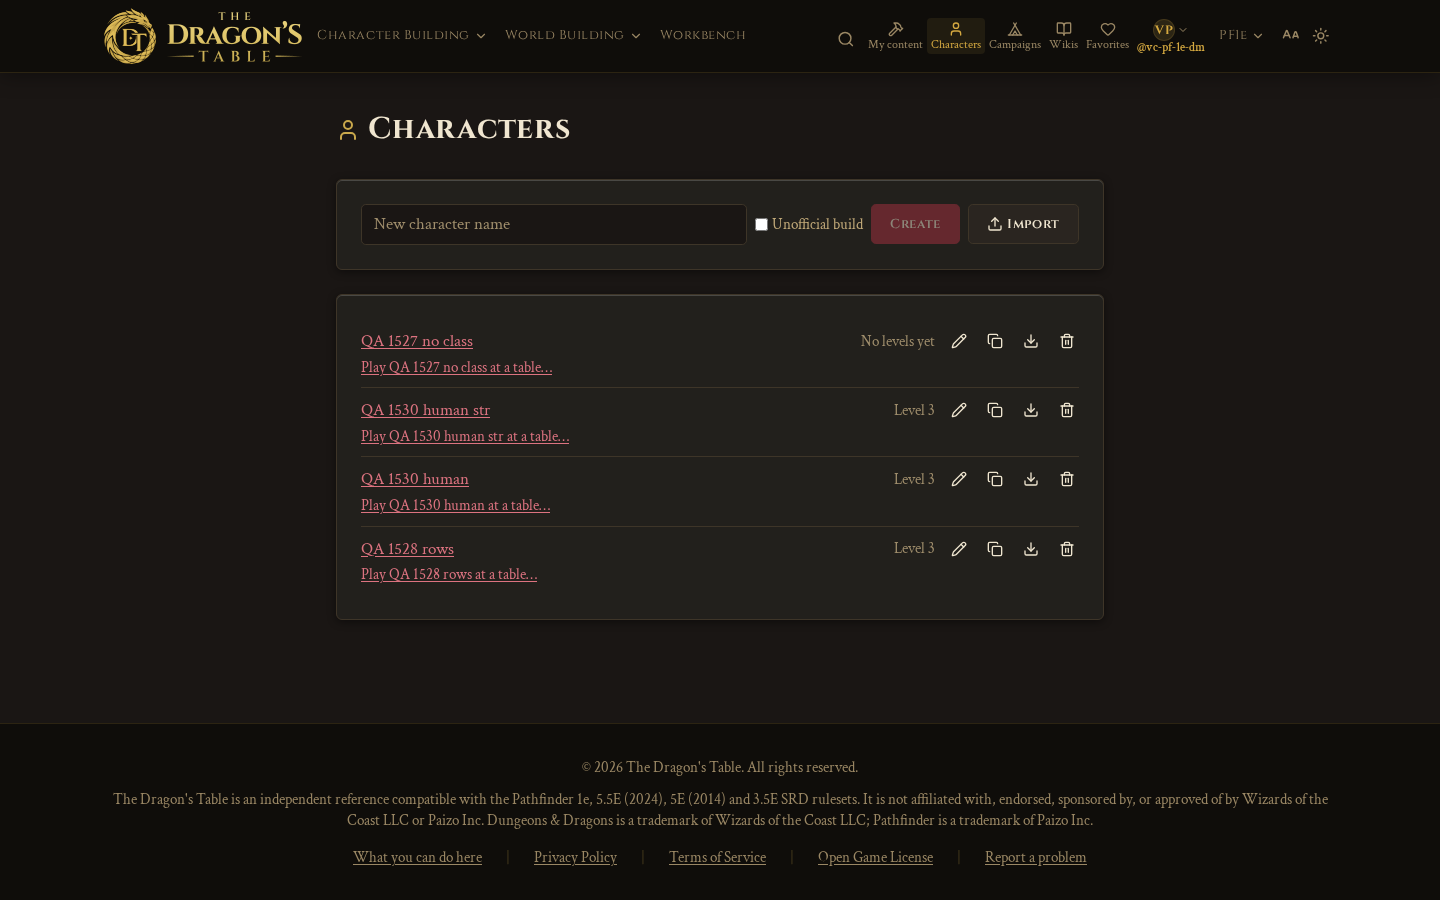 THE
DRAGON'S
TABLE
DT
CHARACTER BUILDING
WORLD BUILDING
WORKBENCH
My content
Characters
Campaigns
Wikis
Favorites
VP
@vc-pf-1e-dm
PF1E
AA
CHARACTERS
New character name
Unofficial build
CREATE
IMPORT
QA 1527 no class
No levels yet
Play QA 1527 no class at a table…
QA 1530 human str
Level 3
Play QA 1530 human str at a table…
QA 1530 human
Level 3
Play QA 1530 human at a table…
QA 1528 rows
Level 3
Play QA 1528 rows at a table…
© 2026 The Dragon's Table. All rights reserved.
The Dragon's Table is an independent reference compatible with the Pathfinder 1e, 5.5E (2024), 5E (2014) and 3.5E SRD rulesets. It is not affiliated with, endorsed, sponsored by, or approved of by Wizards of the
Coast LLC or Paizo Inc. Dungeons & Dragons is a trademark of Wizards of the Coast LLC; Pathfinder is a trademark of Paizo Inc.
What you can do here | Privacy Policy | Terms of Service | Open Game License | Report a problem